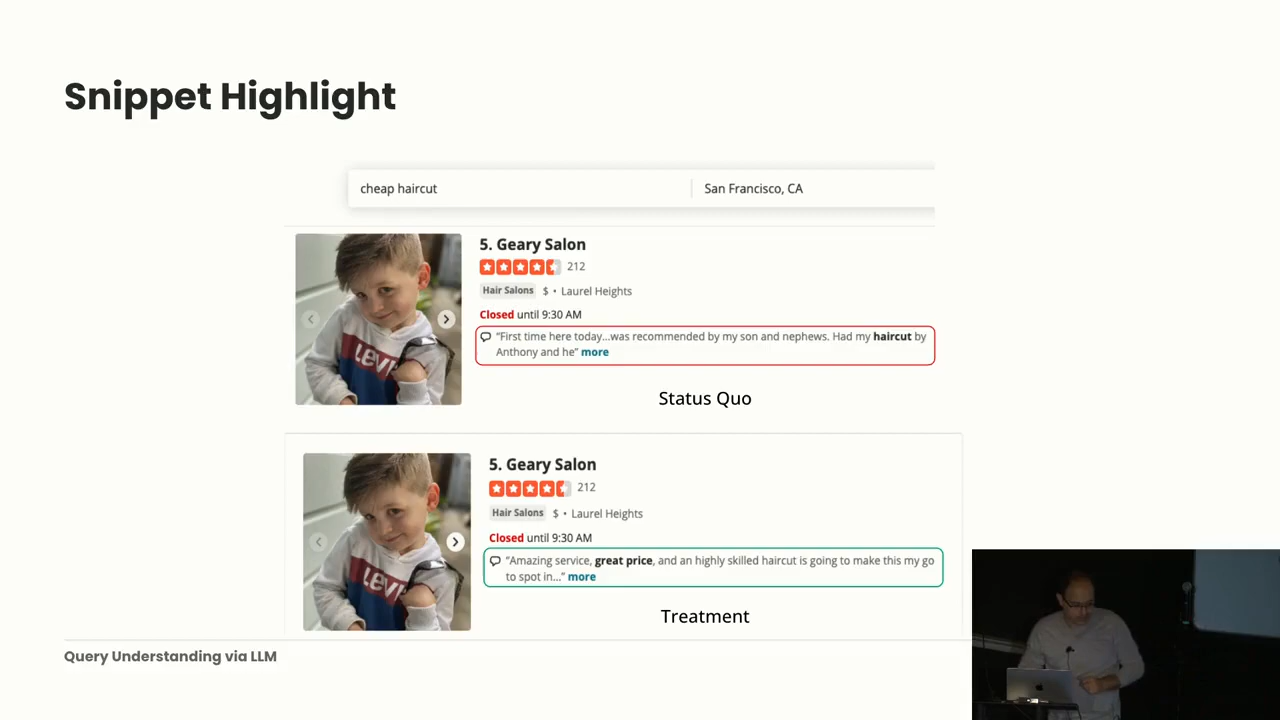 Snippet Highlight
cheap haircut
San Francisco, CA
5. Geary Salon
212
Hair Salons $ • Laurel Heights
Closed until 9:30 AM
“First time here today...was recommended by my son and nephews. Had my haircut by
Anthony and he” more
LEVI
Status Quo
5. Geary Salon
212
Hair Salons $ • Laurel Heights
Closed until 9:30 AM
“Amazing service, great price, and an highly skilled haircut is going to make this my go
to spot in...” more
LEVI
Treatment
Query Understanding via LLM